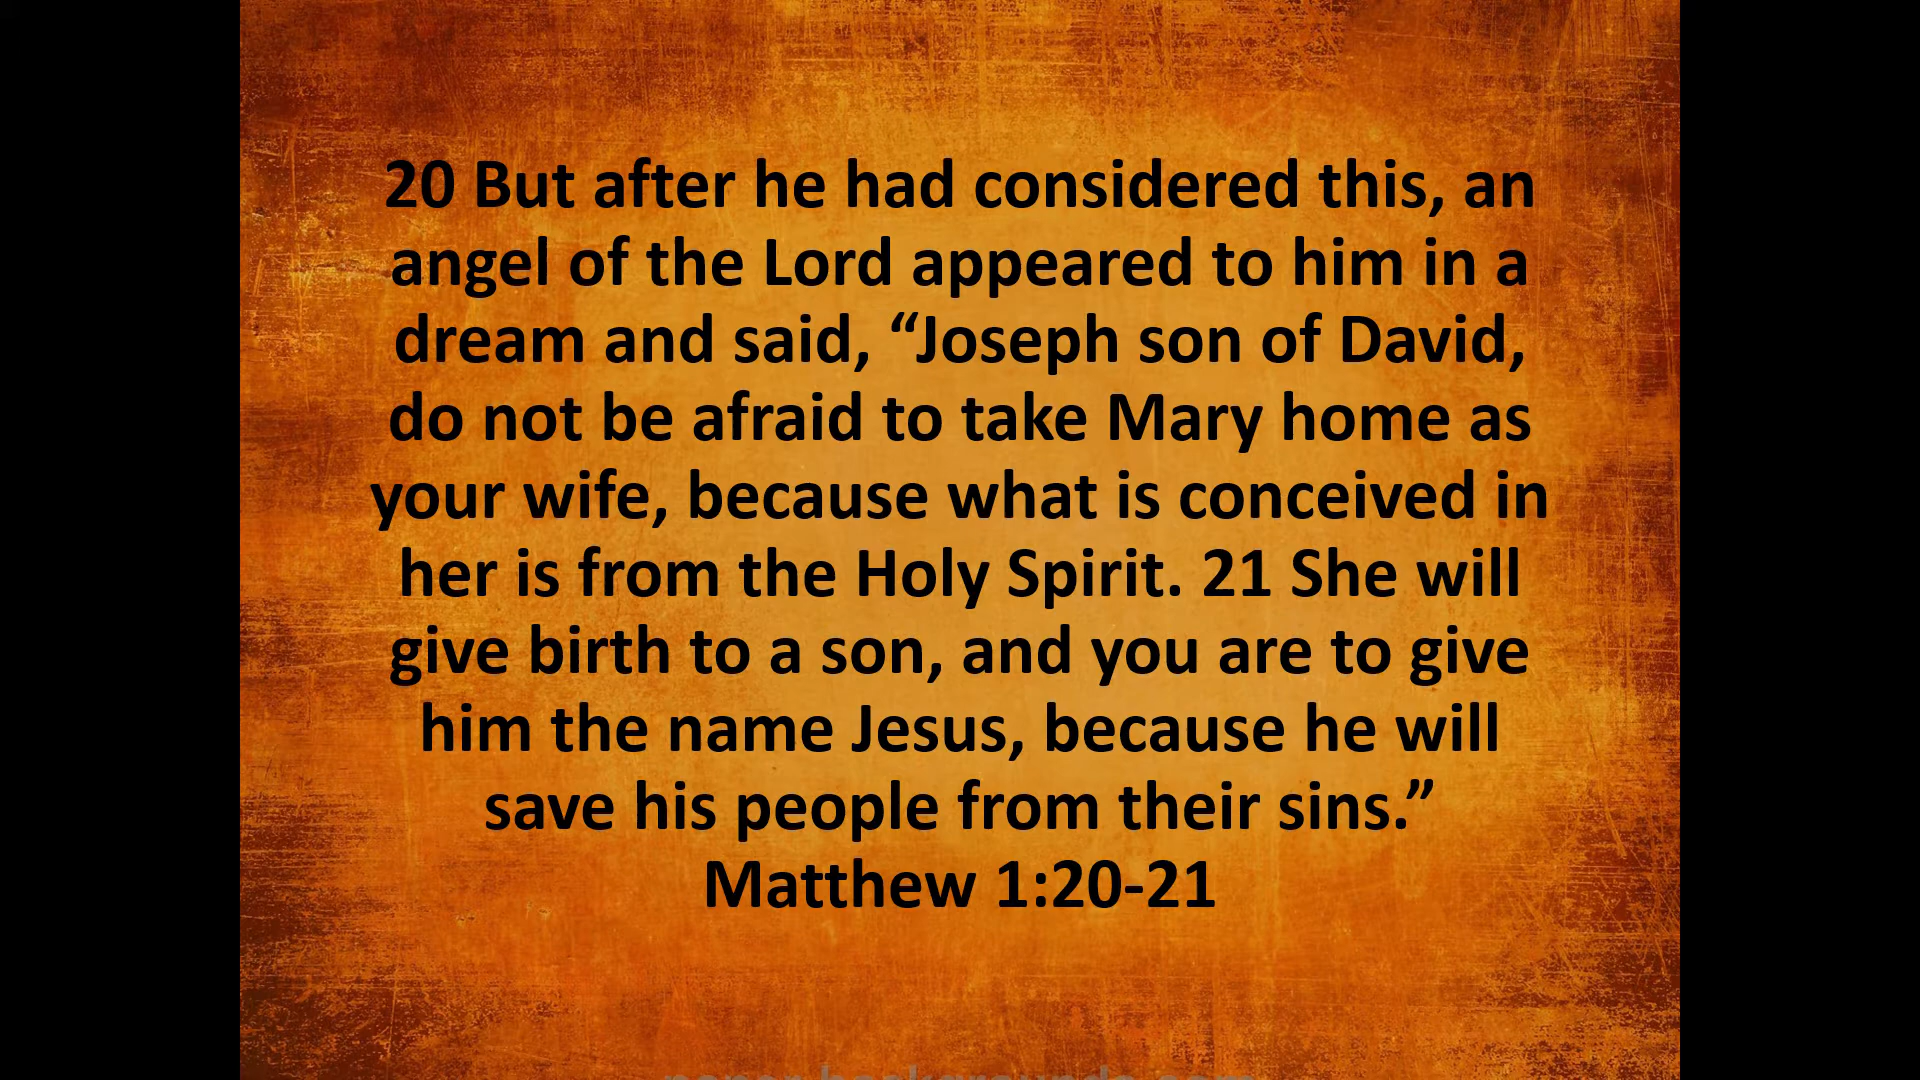 20 But after he had considered this, an
angel of the Lord appeared to him in a
dream and said, “Joseph son of David,
do not be afraid to take Mary home as
your wife, because what is conceived in
her is from the Holy Spirit. 21 She will
give birth to a son, and you are to give
him the name Jesus, because he will
save his people from their sins.”
Matthew 1:20-21